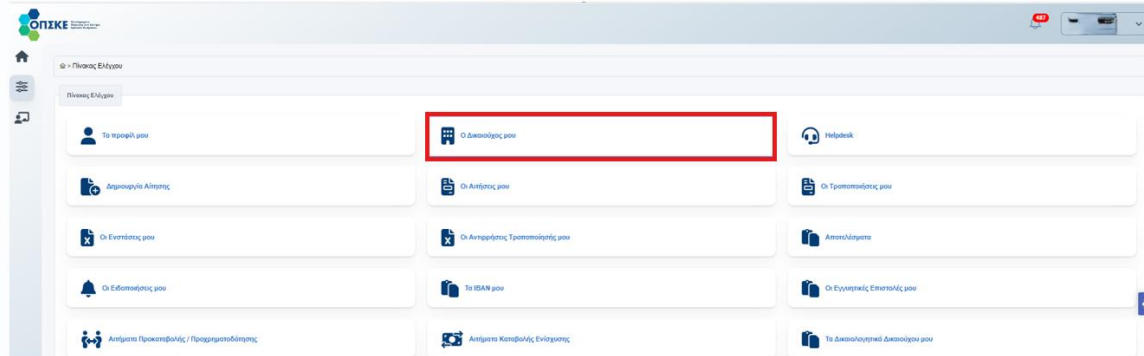 ΟΠΣΚΕ
487
> Πίνακας Ελέγχου
Πίνακας Ελέγχου
Το προφίλ μου
Ο Δικαιούχος μου
Helpdesk
Δημιουργία Αίτησης
Οι Αιτήσεις μου
Οι Τροποποιήσεις μου
Οι Ενστάσεις μου
Οι Αντιρρήσεις Τροποποίησής μου
Αποτελέσματα
Οι Ειδοποιήσεις μου
Τα IBAN μου
Οι Εγγυητικές Επιστολές μου
Αιτήματα Προκαταβολής / Προχρηματοδότησης
Αιτήματα Καταβολής Ενίσχυσης
Τα Δικαιολογητικά Δικαιούχου μου